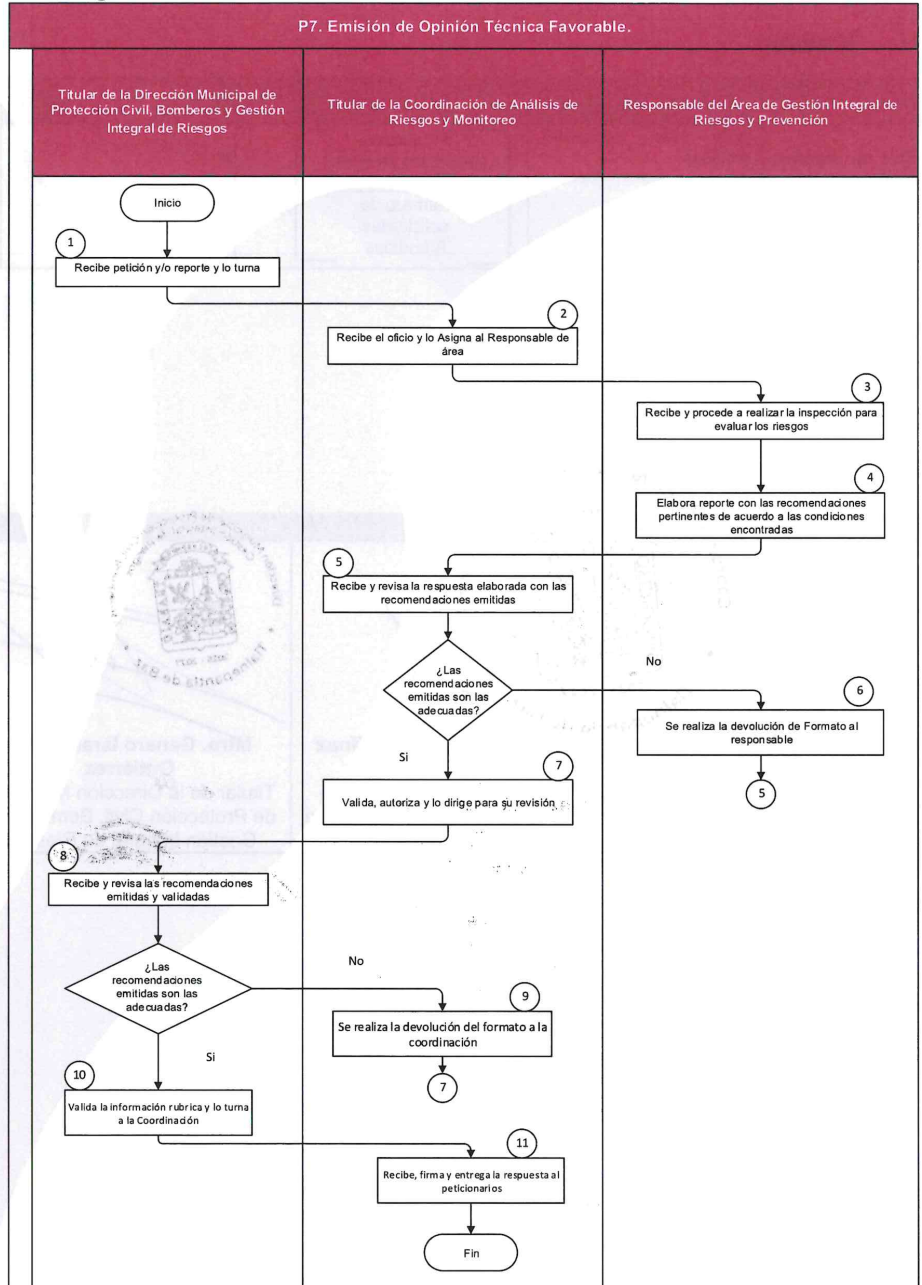 P7. Emisión de Opinión Técnica Favorable.
Titular de la Dirección Municipal de
Protección Civil, Bomberos y Gestión
Integral de Riesgos
Titular de la Coordinación de Análisis de
Riesgos y Monitoreo
Responsable del Área de Gestión Integral de
Riesgos y Prevención
Inicio
1
Recibe petición y/o reporte y lo turna
2
Recibe el oficio y lo Asigna al Responsable de
área
3
Recibe y procede a realizar la inspección para
evaluar los riesgos
4
Elabora reporte con las recomendaciones
pertinentes de acuerdo a las condiciones
encontradas
5
Recibe y revisa la respuesta elaborada con las
recomendaciones emitidas
¿Las
recomendaciones
emitidas son las
adecuadas?
No
6
Se realiza la devolución de Formato al
responsable
5
Si
7
Valida, autoriza y lo dirige para su revisión
8
Recibe y revisa las recomendaciones
emitidas y validadas
¿Las
recomendaciones
emitidas son las
adecuadas?
No
9
Se realiza la devolución del formato a la
coordinación
7
Si
10
Valida la información rubrica y lo turna
a la Coordinación
11
Recibe, firma y entrega la respuesta al
peticionarios
Fin